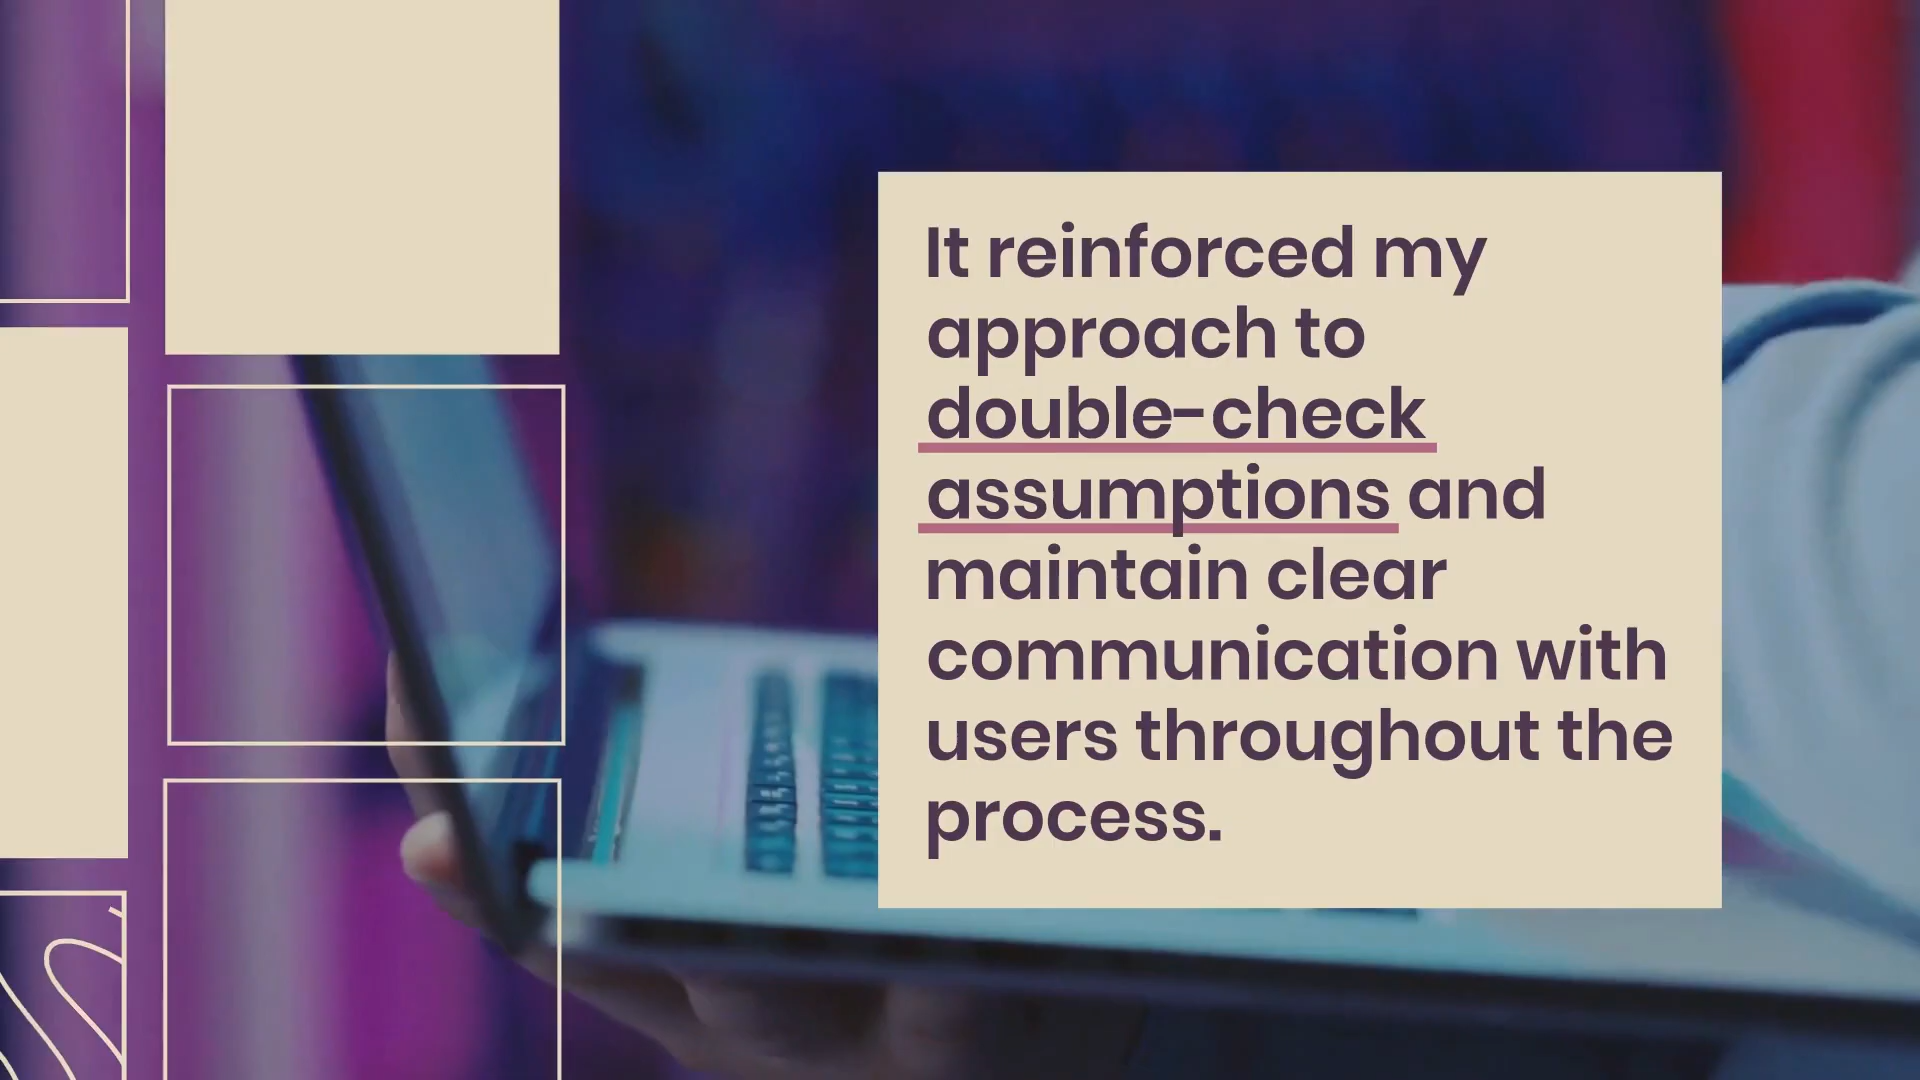 It reinforced my
approach to
double-check
assumptions and
maintain clear
communication with
users throughout the
process.